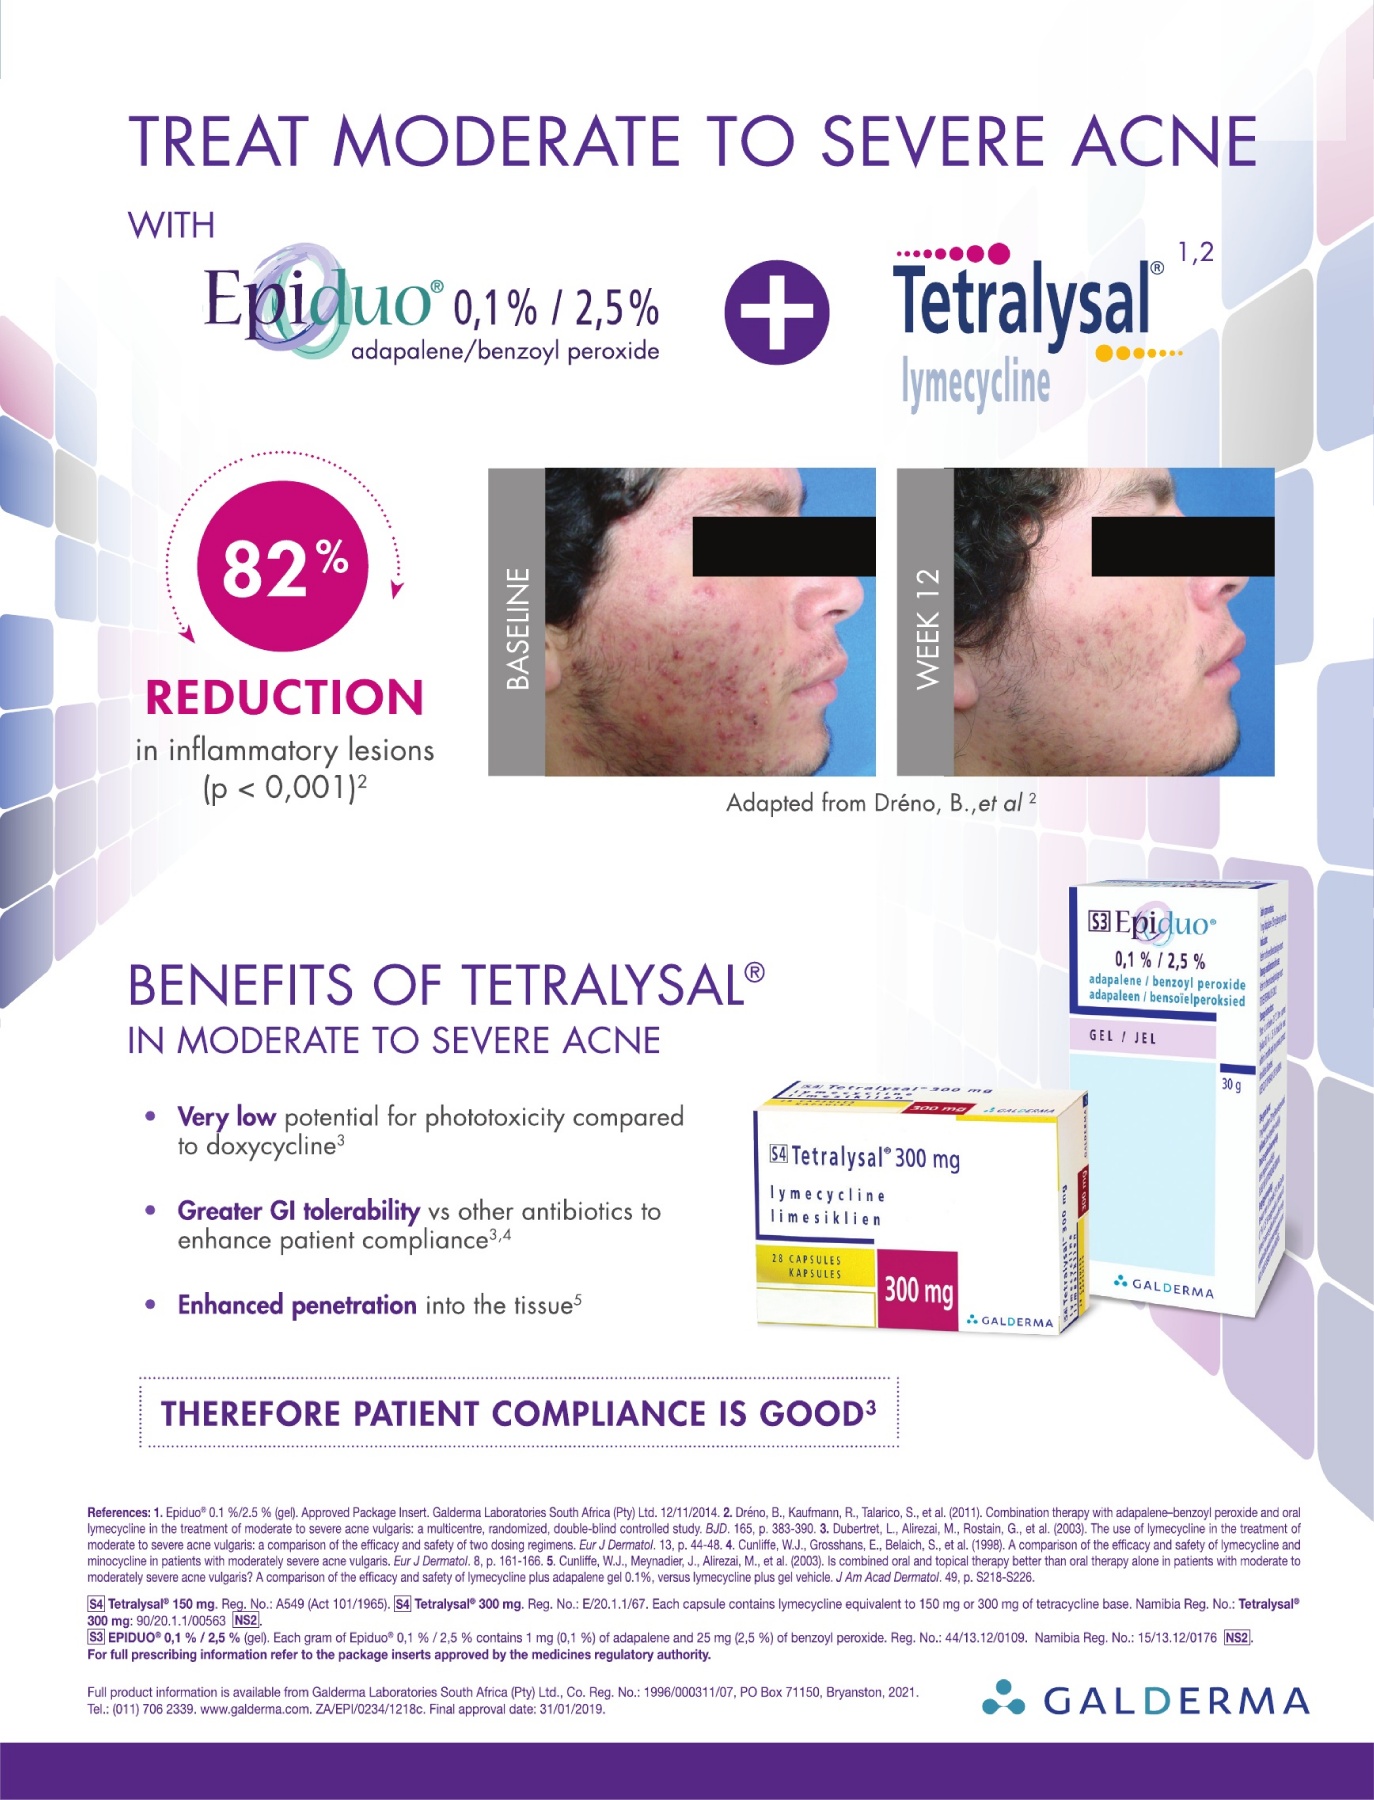 TREAT MODERATE TO SEVERE ACNE
WITH
Epiduo® 0,1% / 2,5%
adapalene/benzoyl peroxide
Tetralysal® 1,2
lymecycline
82%
REDUCTION
in inflammatory lesions
(p < 0,001)2
BASELINE
WEEK 12
Adapted from Dréno, B.,et al 2
BENEFITS OF TETRALYSAL®
IN MODERATE TO SEVERE ACNE
• Very low potential for phototoxicity compared
to doxycycline3
• Greater GI tolerability vs other antibiotics to
enhance patient compliance3,4
• Enhanced penetration into the tissue5
S3 Epiduo®
0,1 % / 2,5 %
adapalene / benzoyl peroxide
adapaleen / bensoïelperoksied
GEL / JEL
30 g
GALDERMA
S4 Tetralysal® 300 mg
lymecycline
limesiklien
300 mg
GALDERMA
S4 Tetralysal® 300 mg
lymecycline
limesiklien
28 CAPSULES
KAPSULES
300 mg
GALDERMA
THEREFORE PATIENT COMPLIANCE IS GOOD3
References: 1. Epiduo® 0.1 %/2.5 % (gel). Approved Package Insert. Galderma Laboratories South Africa (Pty) Ltd. 12/11/2014. 2. Dréno, B., Kaufmann, R., Talarico, S., et al. (2011). Combination therapy with adapalene–benzoyl peroxide and oral
lymecycline in the treatment of moderate to severe acne vulgaris: a multicentre, randomized, double-blind controlled study. BJD. 165, p. 383-390. 3. Dubertret, L., Alirezai, M., Rostain, G., et al. (2003). The use of lymecycline in the treatment of
moderate to severe acne vulgaris: a comparison of the efficacy and safety of two dosing regimens. Eur J Dermatol. 13, p. 44-48. 4. Cunliffe, W.J., Grosshans, E., Belaich, S., et al. (1998). A comparison of the efficacy and safety of lymecycline and
minocycline in patients with moderately severe acne vulgaris. Eur J Dermatol. 8, p. 161-166. 5. Cunliffe, W.J., Meynadier, J., Alirezai, M., et al. (2003). Is combined oral and topical therapy better than oral therapy alone in patients with moderate to
moderately severe acne vulgaris? A comparison of the efficacy and safety of lymecycline plus adapalene gel 0.1%, versus lymecycline plus gel vehicle. J Am Acad Dermatol. 49, p. S218-S226.
S4 Tetralysal® 150 mg. Reg. No.: A549 (Act 101/1965). S4 Tetralysal® 300 mg. Reg. No.: E/20.1.1/67. Each capsule contains lymecycline equivalent to 150 mg or 300 mg of tetracycline base. Namibia Reg. No.: Tetralysal®
300 mg: 90/20.1.1/00563 NS2.
S3 EPIDUO® 0,1 % / 2,5 % (gel). Each gram of Epiduo® 0,1 % / 2,5 % contains 1 mg (0,1 %) of adapalene and 25 mg (2,5 %) of benzoyl peroxide. Reg. No.: 44/13.12/0109. Namibia Reg. No.: 15/13.12/0176 NS2.
For full prescribing information refer to the package inserts approved by the medicines regulatory authority.
Full product information is available from Galderma Laboratories South Africa (Pty) Ltd., Co. Reg. No.: 1996/000311/07, PO Box 71150, Bryanston, 2021.
Tel.: (011) 706 2339. www.galderma.com. ZA/EPI/0234/1218c. Final approval date: 31/01/2019.
GALDERMA